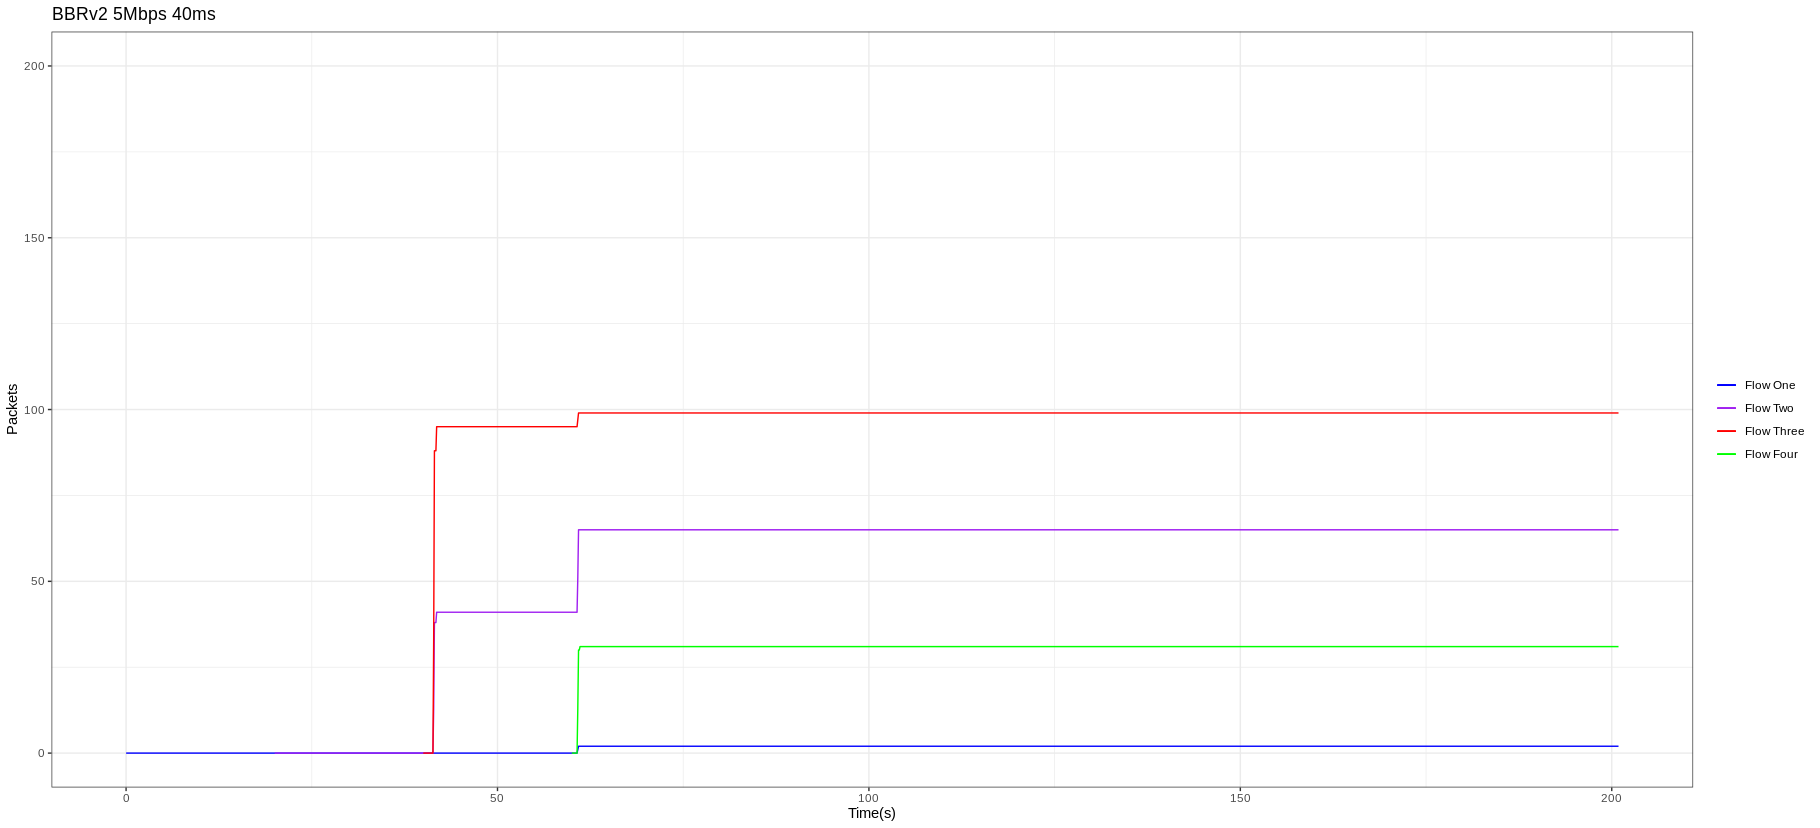 BBRv2 5Mbps 40ms
200
150
100
50
0
Packets
0 50 100 150 200
Time(s)
Flow One
Flow Two
Flow Three
Flow Four